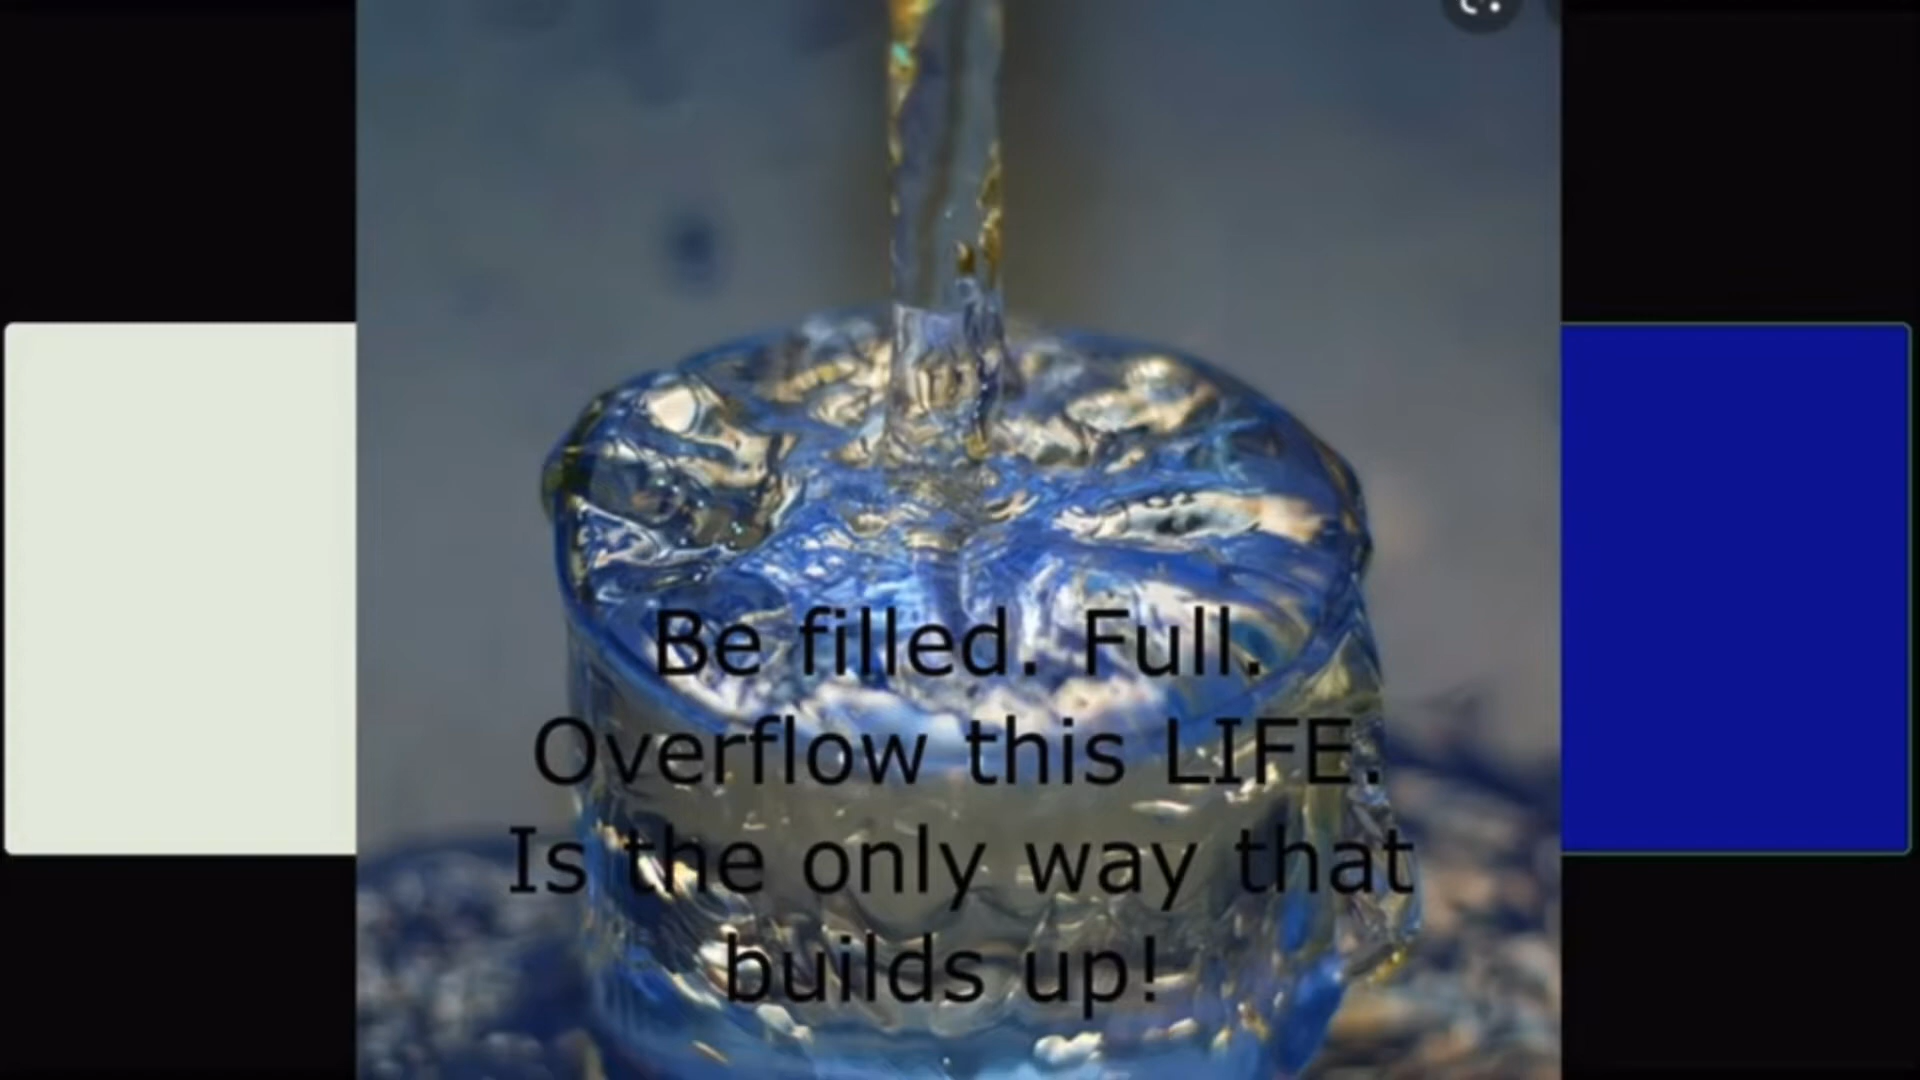 Be filled. Full.
Overflow this LIFE.
Is the only way that
builds up!